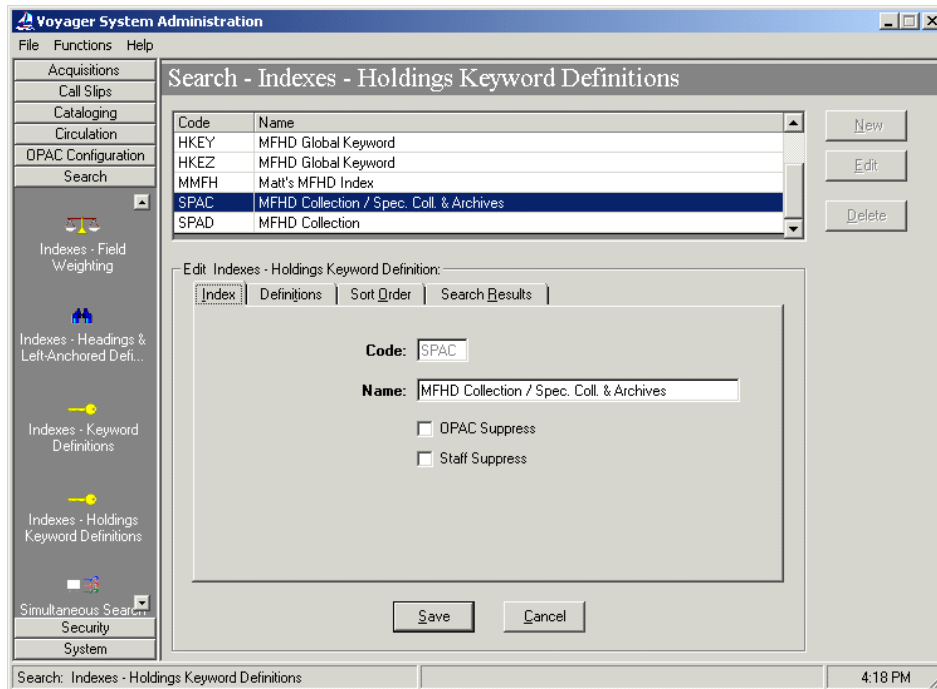 Voyager System Administration
File Functions Help
Acquisitions
Call Slips
Cataloging
Circulation
OPAC Configuration
Search
Indexes - Field
Weighting
Indexes - Headings &
Left-Anchored Defi...
Indexes - Keyword
Definitions
Indexes - Holdings
Keyword Definitions
Simultaneous Search
Security
System
Search - Indexes - Holdings Keyword Definitions
Code Name
HKEY MFHD Global Keyword
HKEZ MFHD Global Keyword
MMFH Matt's MFHD Index
SPAC MFHD Collection / Spec. Coll. & Archives
SPAD MFHD Collection
New
Edit
Delete
Edit Indexes - Holdings Keyword Definition:
Index Definitions Sort Order Search Results
Code: SPAC
Name: MFHD Collection / Spec. Coll. & Archives
OPAC Suppress
Staff Suppress
Save Cancel
Search: Indexes - Holdings Keyword Definitions 4:18 PM